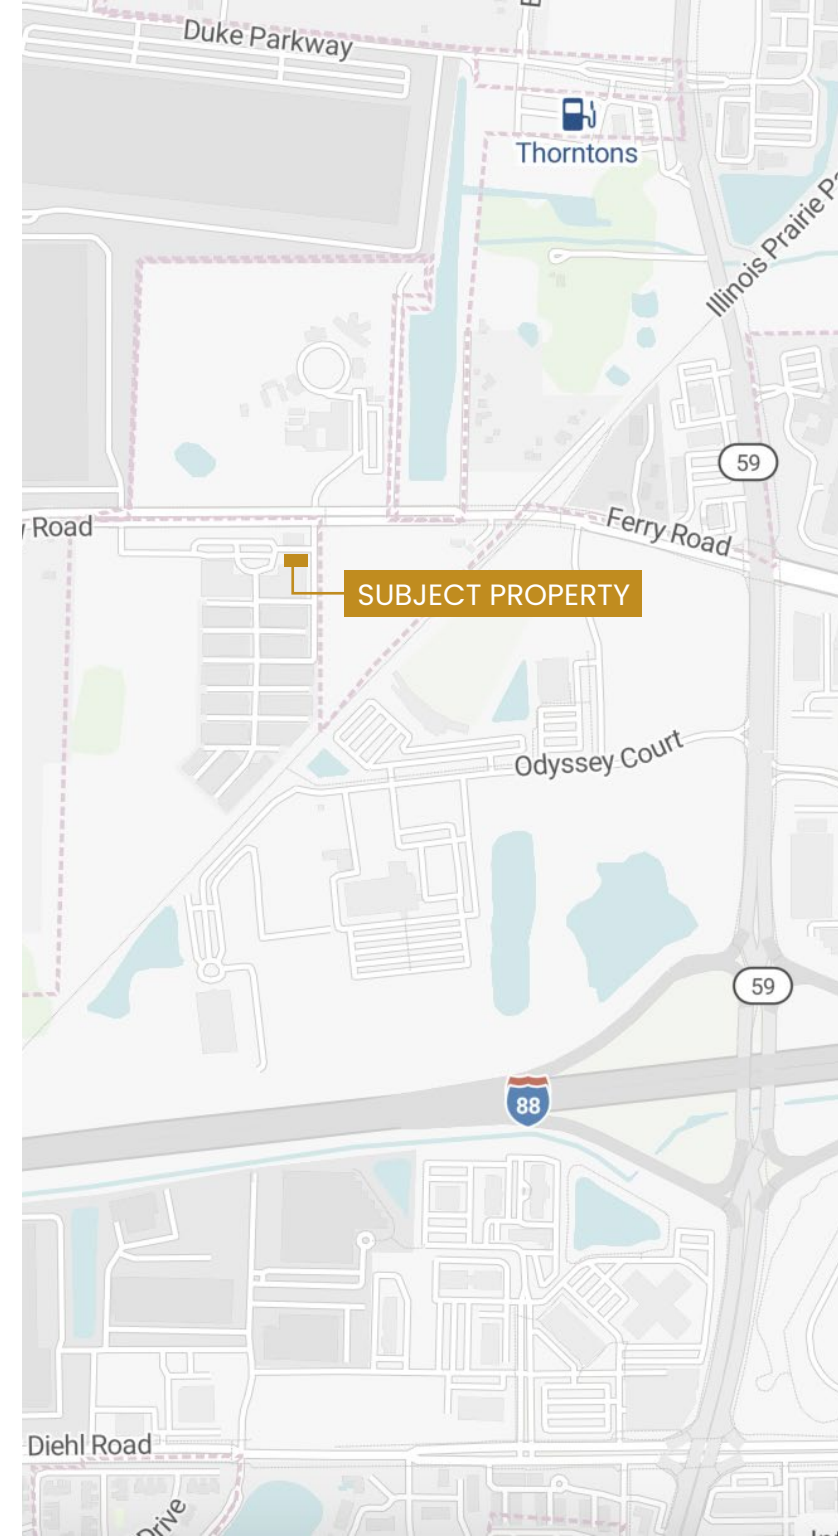 Duke Parkway
Thorntons
Illinois Prairie Pa
59
Road
Ferry Road
SUBJECT PROPERTY
Odyssey Court
59
88
Diehl Road
Drive